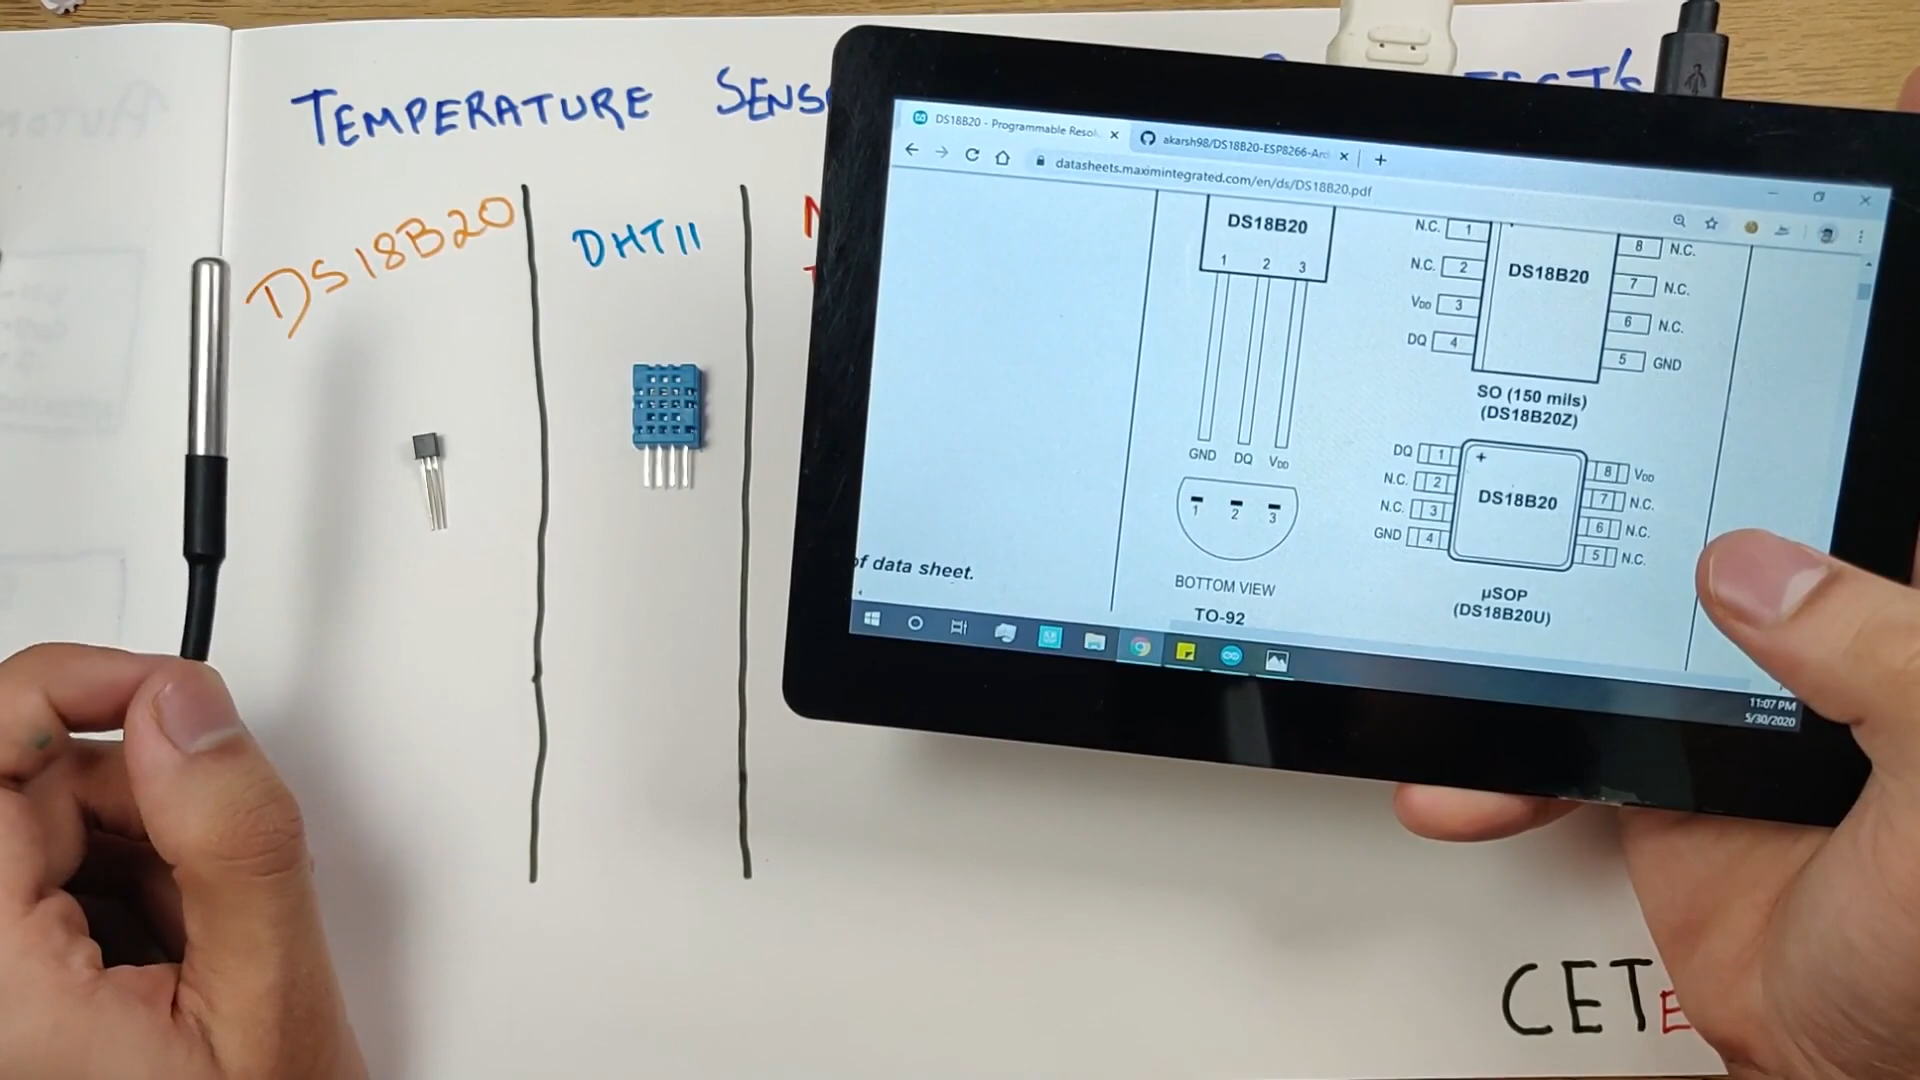 TEMPERATURE
DS18B20
DHT11
DS18B20 - Programmable Resol
akarsh98/DS18B20-ESP8266-Ard
datasheets.maximintegrated.com/en/ds/DS18B20.pdf
DS18B20
1 2 3
GND DQ VDD
1 2 3
BOTTOM VIEW
TO-92
N.C. 1
N.C. 2
VDD 3
DQ 4
DS18B20
8 N.C.
7 N.C.
6 N.C.
5 GND
SO (150 mils)
(DS18B20Z)
DQ 1
N.C. 2
N.C. 3
GND 4
+
DS18B20
8 VDD
7 N.C.
6 N.C.
5 N.C.
µSOP
(DS18B20U)
of data sheet.
11:07 PM
5/30/2020
CETE